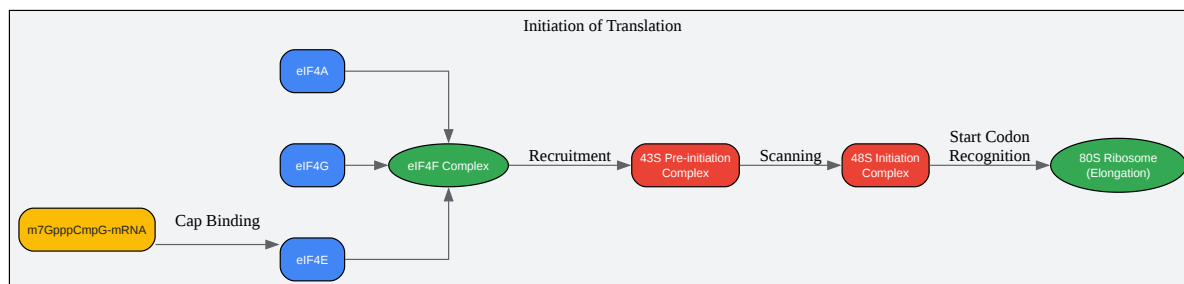 Initiation of Translation
eIF4A
eIF4G
eIF4F Complex
Recruitment
43S Pre-initiation
Complex
Scanning
48S Initiation
Complex
Start Codon
Recognition
80S Ribosome
(Elongation)
m7GpppCmpG-mRNA
Cap Binding
eIF4E